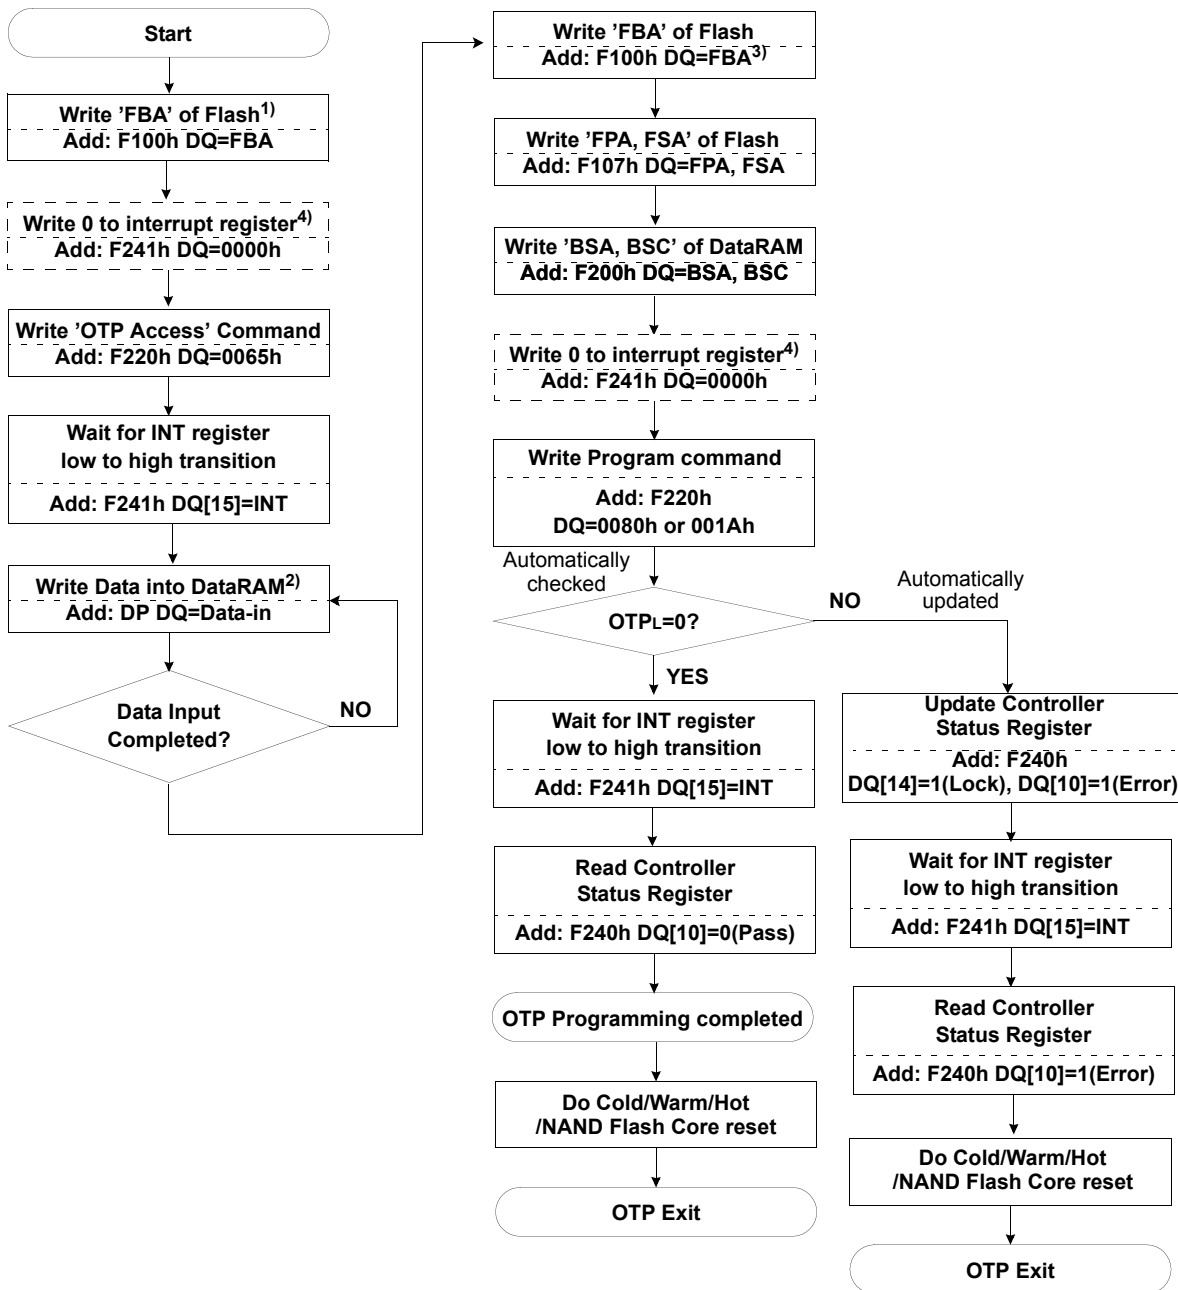 Start
Write ’FBA’ of Flash1)
Add: F100h DQ=FBA
Write 0 to interrupt register4)
Add: F241h DQ=0000h
Write ’OTP Access’ Command
Add: F220h DQ=0065h
Wait for INT register
low to high transition
Add: F241h DQ[15]=INT
Write Data into DataRAM2)
Add: DP DQ=Data-in
Data Input
Completed?
NO
Write ’FBA’ of Flash
Add: F100h DQ=FBA3)
Write ’FPA, FSA’ of Flash
Add: F107h DQ=FPA, FSA
Write ’BSA, BSC’ of DataRAM
Add: F200h DQ=BSA, BSC
Write 0 to interrupt register4)
Add: F241h DQ=0000h
Write Program command
Add: F220h
DQ=0080h or 001Ah
Automatically
checked
OTPL=0?
YES
Wait for INT register
low to high transition
Add: F241h DQ[15]=INT
Read Controller
Status Register
Add: F240h DQ[10]=0(Pass)
OTP Programming completed
Do Cold/Warm/Hot
/NAND Flash Core reset
OTP Exit
NO
Automatically
updated
Update Controller
Status Register
Add: F240h
DQ[14]=1(Lock), DQ[10]=1(Error)
Wait for INT register
low to high transition
Add: F241h DQ[15]=INT
Read Controller
Status Register
Add: F240h DQ[10]=1(Error)
Do Cold/Warm/Hot
/NAND Flash Core reset
OTP Exit